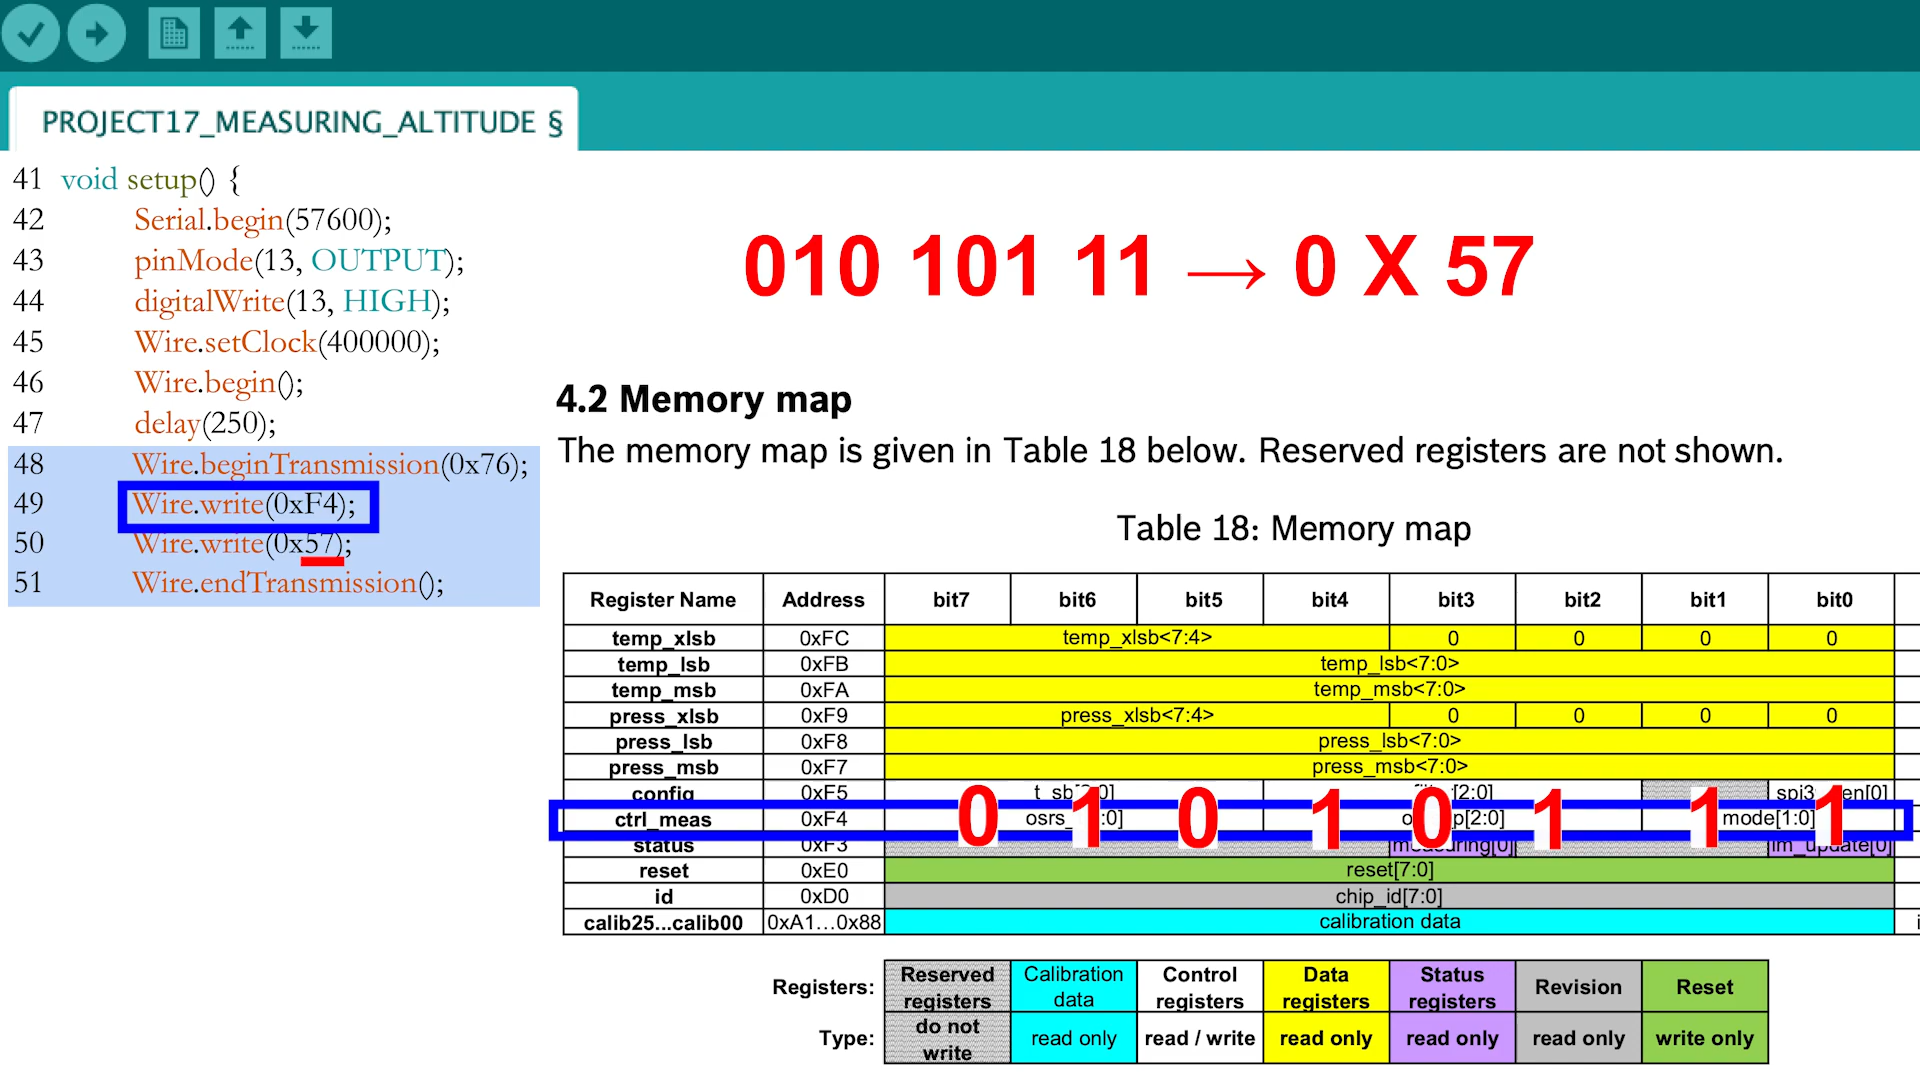 PROJECT17_MEASURING_ALTITUDE §
41 void setup() {
42 Serial.begin(57600);
43 pinMode(13, OUTPUT);
44 digitalWrite(13, HIGH);
45 Wire.setClock(400000);
46 Wire.begin();
47 delay(250);
48 Wire.beginTransmission(0x76);
49 Wire.write(0xF4);
50 Wire.write(0x57);
51 Wire.endTransmission();
010 101 11 → 0 X 57
4.2 Memory map
The memory map is given in Table 18 below. Reserved registers are not shown.
Table 18: Memory map
Register Name Address bit7 bit6 bit5 bit4 bit3 bit2 bit1 bit0
temp_xlsb 0xFC temp_xlsb<7:4> 0 0 0 0
temp_lsb 0xFB temp_lsb<7:0>
temp_msb 0xFA temp_msb<7:0>
press_xlsb 0xF9 press_xlsb<7:4> 0 0 0 0
press_lsb 0xF8 press_lsb<7:0>
press_msb 0xF7 press_msb<7:0>
config 0xF5
ctrl_meas 0xF4 mode[1:0]
0 1 0 1 0 1 1 1
status 0xF3
reset 0xE0 reset[7:0]
id 0xD0 chip_id[7:0]
calib25...calib00 0xA1…0x88 calibration data
Registers: Reserved registers Calibration data Control registers Data registers Status registers Revision Reset
Type: do not write read only read / write read only read only read only write only